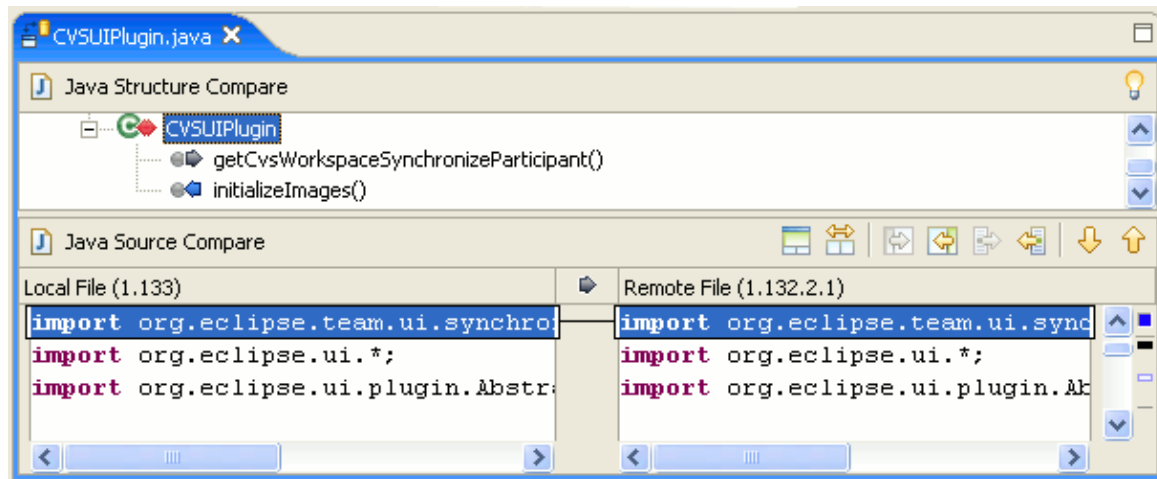 CVSUIPlugin.java
Java Structure Compare
CVSUIPlugin
getCvsWorkspaceSynchronizeParticipant()
initializeImages()
Java Source Compare
Local File (1.133)
Remote File (1.132.2.1)
import org.eclipse.team.ui.synchro
import org.eclipse.team.ui.sync
import org.eclipse.ui.*;
import org.eclipse.ui.*;
import org.eclipse.ui.plugin.Abstr
import org.eclipse.ui.plugin.Ab